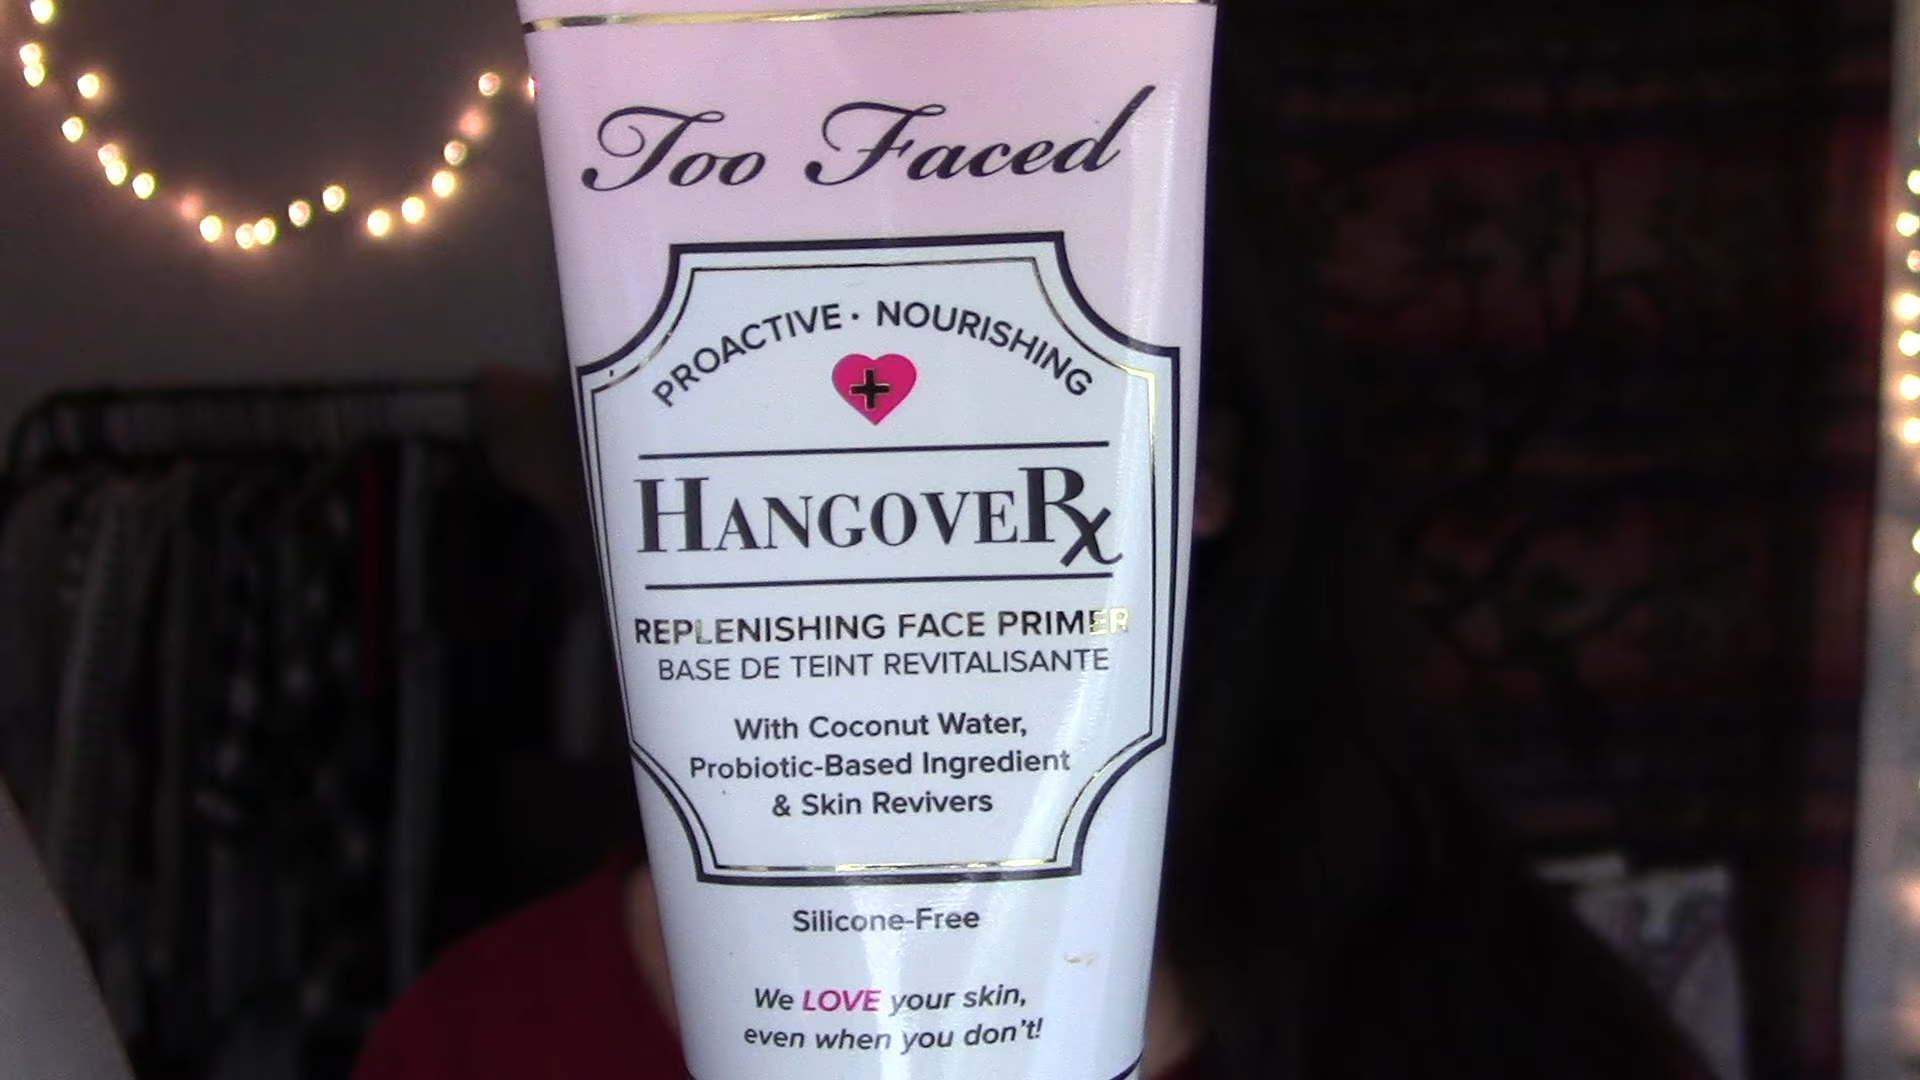 Too Faced
PROACTIVE · NOURISHING
HANGOVERX
REPLENISHING FACE PRIMER
BASE DE TEINT REVITALISANTE
With Coconut Water,
Probiotic-Based Ingredient
& Skin Revivers
Silicone-Free
We LOVE your skin,
even when you don't!